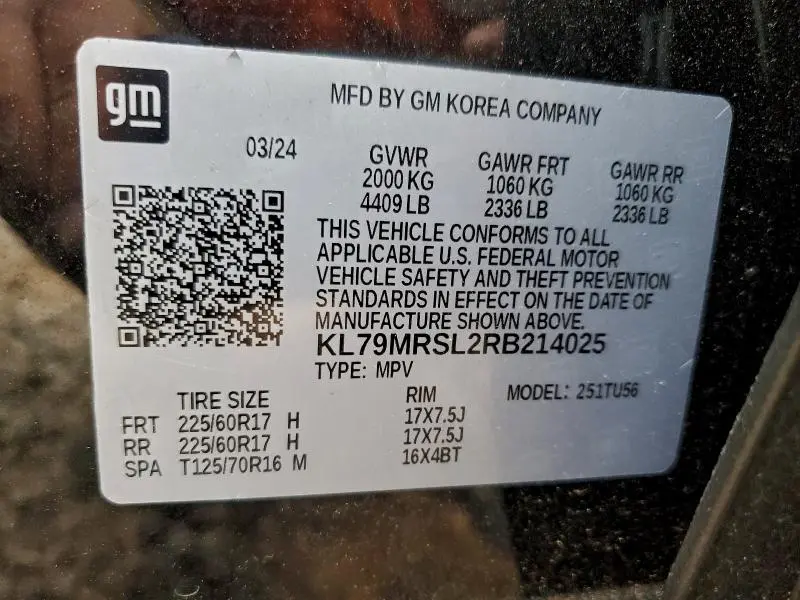 gm
MFD BY GM KOREA COMPANY
03/24
GVWR GAWR FRT GAWR RR
2000 KG 1060 KG 1060 KG
4409 LB 2336 LB 2336 LB
THIS VEHICLE CONFORMS TO ALL
APPLICABLE U.S. FEDERAL MOTOR
VEHICLE SAFETY AND THEFT PREVENTION
STANDARDS IN EFFECT ON THE DATE OF
MANUFACTURE SHOWN ABOVE.
KL79MRSL2RB214025
TYPE: MPV
TIRE SIZE RIM MODEL: 251TU56
FRT 225/60R17 H 17X7.5J
RR 225/60R17 H 17X7.5J
SPA T125/70R16 M 16X4BT